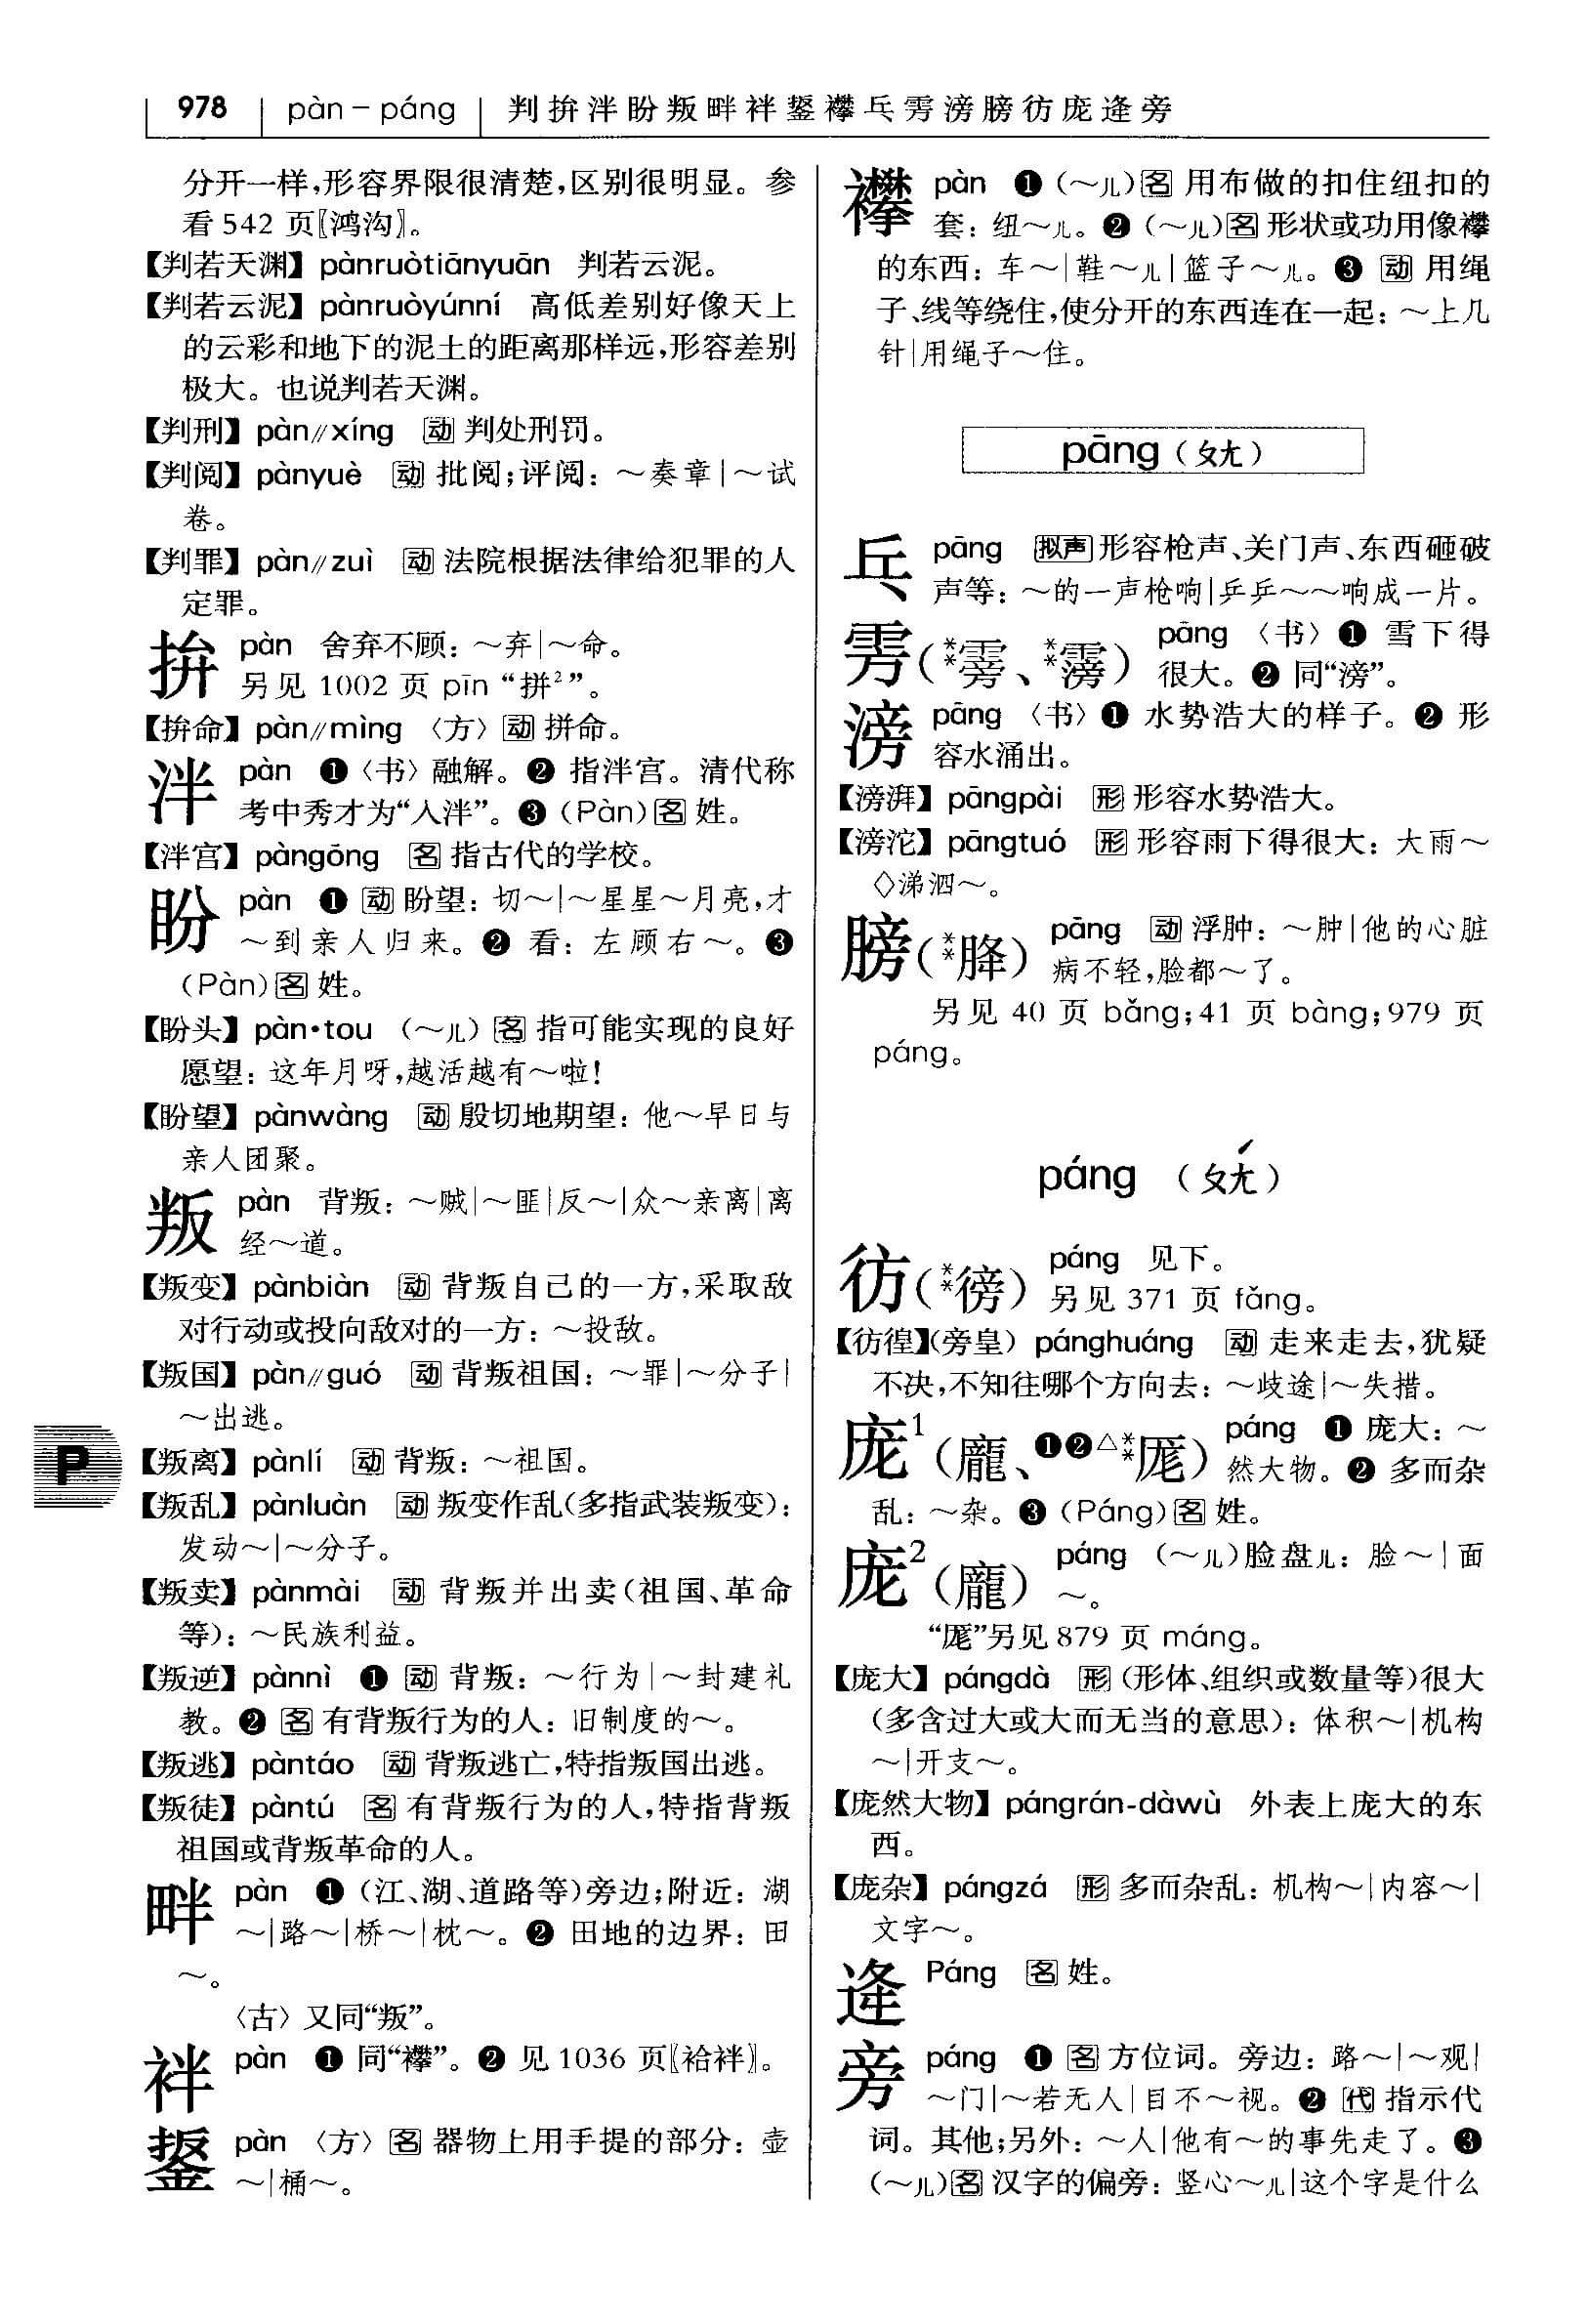 978 pàn – páng 判拚泮盼叛畔袢鋬襻乓雱滂膀彷庞逄旁
分开一样,形容界限很清楚,区别很明显。参
看 542 页〖鸿沟〗。
【判若天渊】pànruòtiānyuān 判若云泥。
【判若云泥】pànruòyúnní 高低差别好像天上
的云彩和地下的泥土的距离那样远,形容差别
极大。也说判若天渊。
【判刑】pàn//xíng 动 判处刑罚。
【判阅】pànyuè 动 批阅;评阅:～奏章|～试
卷。
【判罪】pàn//zuì 动 法院根据法律给犯罪的人
定罪。
拚 pàn 舍弃不顾:～弃|～命。
另见 1002 页 pīn “拼²”。
【拚命】pàn//mìng 〈方〉动 拼命。
泮 pàn ❶〈书〉融解。❷ 指泮宫。清代称
考中秀才为“入泮”。❸ (Pàn)名 姓。
【泮宫】pàngōng 名 指古代的学校。
盼 pàn ❶ 动 盼望:切～|～星星～月亮,才
～到亲人归来。❷ 看:左顾右～。❸
(Pàn)名 姓。
【盼头】pàn•tou (～儿) 名 指可能实现的良好
愿望:这年月呀,越活越有～啦!
【盼望】pànwàng 动 殷切地期望:他～早日与
亲人团聚。
叛 pàn 背叛:～贼|～匪|反～|众～亲离|离
经～道。
【叛变】pànbiàn 动 背叛自己的一方,采取敌
对行动或投向敌对的一方:～投敌。
【叛国】pàn//guó 动 背叛祖国:～罪|～分子|
～出逃。
P
【叛离】pànlí 动 背叛:～祖国。
【叛乱】pànluàn 动 叛变作乱(多指武装叛变):
发动～|～分子。
【叛卖】pànmài 动 背叛并出卖(祖国、革命
等):～民族利益。
【叛逆】pànnì ❶ 动 背叛:～行为|～封建礼
教。❷ 名 有背叛行为的人:旧制度的～。
【叛逃】pàntáo 动 背叛逃亡,特指叛国出逃。
【叛徒】pàntú 名 有背叛行为的人,特指背叛
祖国或背叛革命的人。
畔 pàn ❶ (江、湖、道路等)旁边;附近:湖
～|路～|桥～|枕～。❷ 田地的边界:田
～。
〈古〉又同“叛”。
袢 pàn ❶ 同“襻”。❷ 见 1036 页〖袷袢〗。
鋬 pàn 〈方〉名 器物上用手提的部分:壶
～|桶～。
襻 pàn ❶ (～儿)名 用布做的扣住纽扣的
套:纽～儿。❷ (～儿)名 形状或功用像襻
的东西:车～|鞋～儿|篮子～儿。❸ 动 用绳
子、线等绕住,使分开的东西连在一起:～上几
针|用绳子～住。
pāng (ㄆㄤ)
乓 pāng 拟声 形容枪声、关门声、东西砸破
声等:～的一声枪响|乒乒～～响成一片。
雱(**雱、**霶) pāng 〈书〉❶ 雪下得
很大。❷ 同“滂”。
滂 pāng 〈书〉❶ 水势浩大的样子。❷ 形
容水涌出。
【滂湃】pāngpài 形 形容水势浩大。
【滂沱】pāngtuó 形 形容雨下得很大:大雨～
◇涕泗～。
膀(**胮) pāng 动 浮肿:～肿|他的心脏
病不轻,脸都～了。
另见 40 页 bǎng;41 页 bàng;979 页
páng。
páng (ㄆㄤˊ)
彷(**徬) páng 见下。
另见 371 页 fǎng。
【彷徨】(旁皇) pánghuáng 动 走来走去,犹疑
不决,不知往哪个方向去:～歧途|～失措。
庞¹(龐、❶❷△**厖) páng ❶ 庞大:～
然大物。❷ 多而杂
乱:～杂。❸ (Páng)名 姓。
庞²(龐) páng (～儿)脸盘儿:脸～|面
～。
“厖”另见 879 页 máng。
【庞大】pángdà 形 (形体、组织或数量等)很大
(多含过大或大而无当的意思):体积～|机构
～|开支～。
【庞然大物】pángrán-dàwù 外表上庞大的东
西。
【庞杂】pángzá 形 多而杂乱:机构～|内容～|
文字～。
逄 Páng 名 姓。
旁 páng ❶ 名 方位词。旁边:路～|～观|
～门|～若无人|目不～视。❷ 代 指示代
词。其他;另外:～人|他有～的事先走了。❸
(～儿)名 汉字的偏旁:竖心～儿|这个字是什么